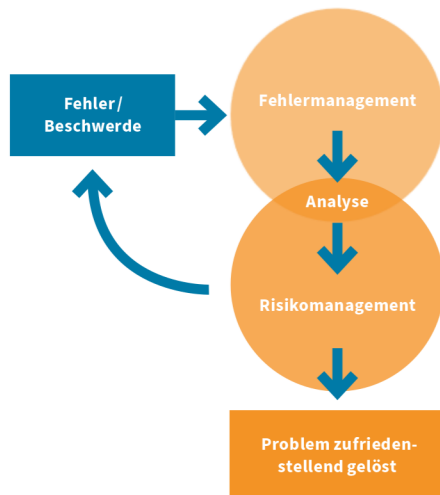 Fehler/
Beschwerde
Fehlermanagement
Analyse
Risikomanagement
Problem zufrieden-
stellend gelöst